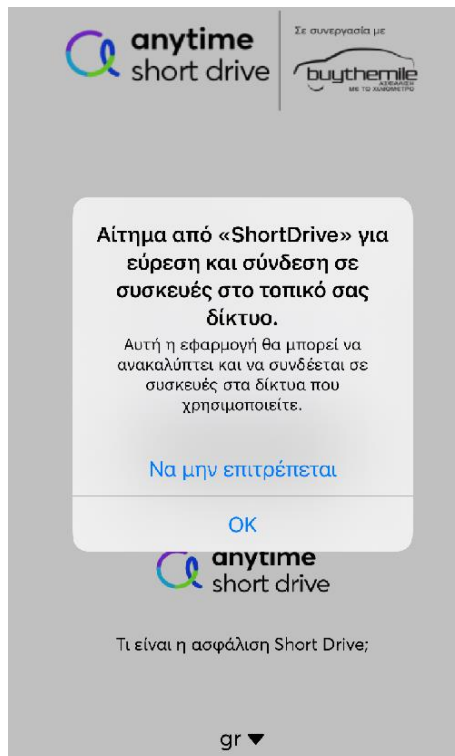 anytime
short drive
Σε συνεργασία με
buythemile
ΑΣΦΑΛΙΣΗ
ΜΕ ΤΟ ΧΙΛΙΟΜΕΤΡΟ
Αίτημα από «ShortDrive» για
εύρεση και σύνδεση σε
συσκευές στο τοπικό σας
δίκτυο.
Αυτή η εφαρμογή θα μπορεί να
ανακαλύπτει και να συνδέεται σε
συσκευές στα δίκτυα που
χρησιμοποιείτε.
Να μην επιτρέπεται
OK
anytime
short drive
Τι είναι η ασφάλιση Short Drive;
gr